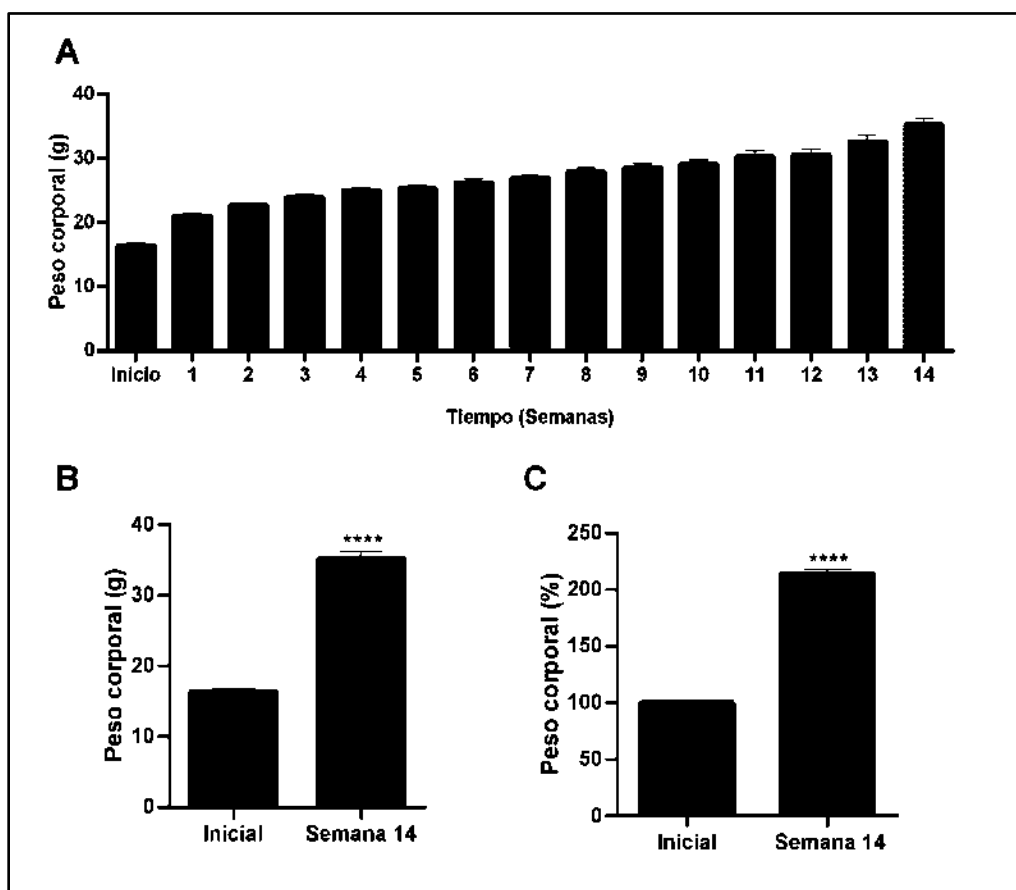 A
Peso corporal (g)
40
30
20
10
0
Inicio 1 2 3 4 5 6 7 8 9 10 11 12 13 14
Tiempo (Semanas)
B
Peso corporal (g)
40
30
20
10
0
****
Inicial Semana 14
C
Peso corporal (%)
250
200
150
100
50
0
****
Inicial Semana 14